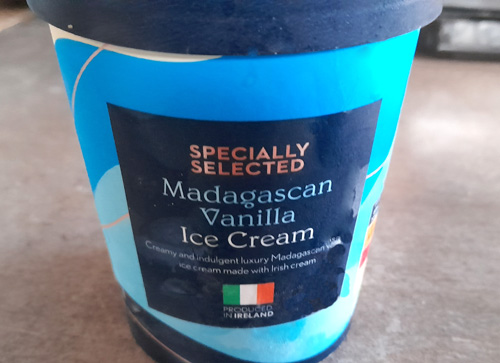 SPECIALLY
SELECTED
Madagascan
Vanilla
Ice Cream
Creamy and indulgent luxury Madagascan
ice cream made with Irish cream
PRODUCED
IN IRELAND